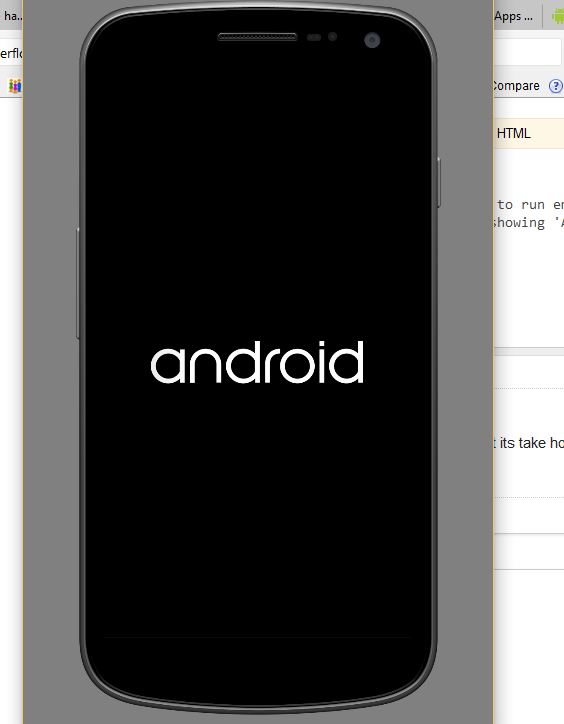 ha...
Apps ...
erflo
Compare
?
HTML
to run en
showing 'A
android
t its take ho